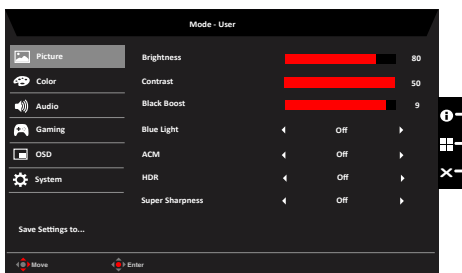 Mode - User
Picture
Color
Audio
Gaming
OSD
System
Save Settings to...
Brightness 80
Contrast 50
Black Boost 9
Blue Light Off
ACM Off
HDR Off
Super Sharpness Off
Move Enter